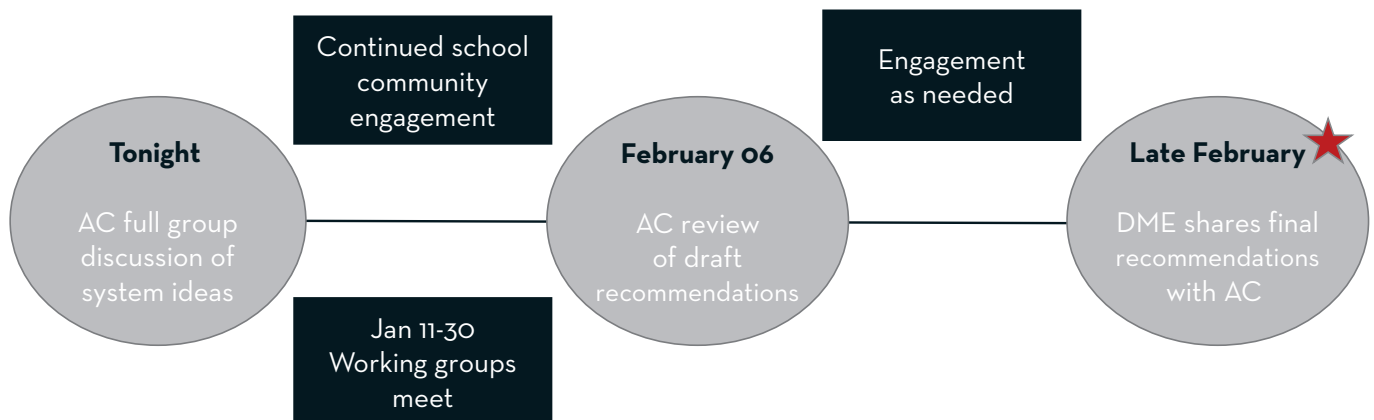 Tonight
AC full group
discussion of
system ideas
Continued school
community
engagement
Jan 11-30
Working groups
meet
February 06
AC review
of draft
recommendations
Engagement
as needed
Late February
DME shares final
recommendations
with AC